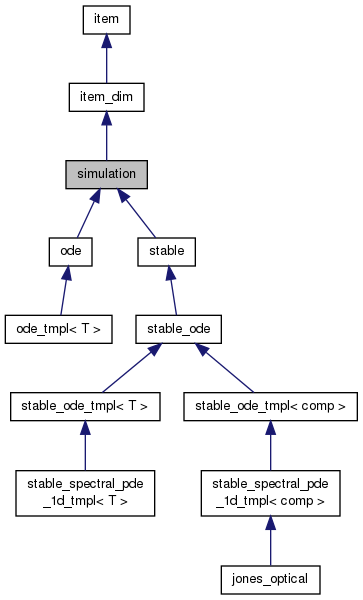 item
item_dim
simulation
ode
stable
ode_tmpl< T >
stable_ode
stable_ode_tmpl< T >
stable_ode_tmpl< comp >
stable_spectral_pde
_1d_tmpl< T >
stable_spectral_pde
_1d_tmpl< comp >
jones_optical